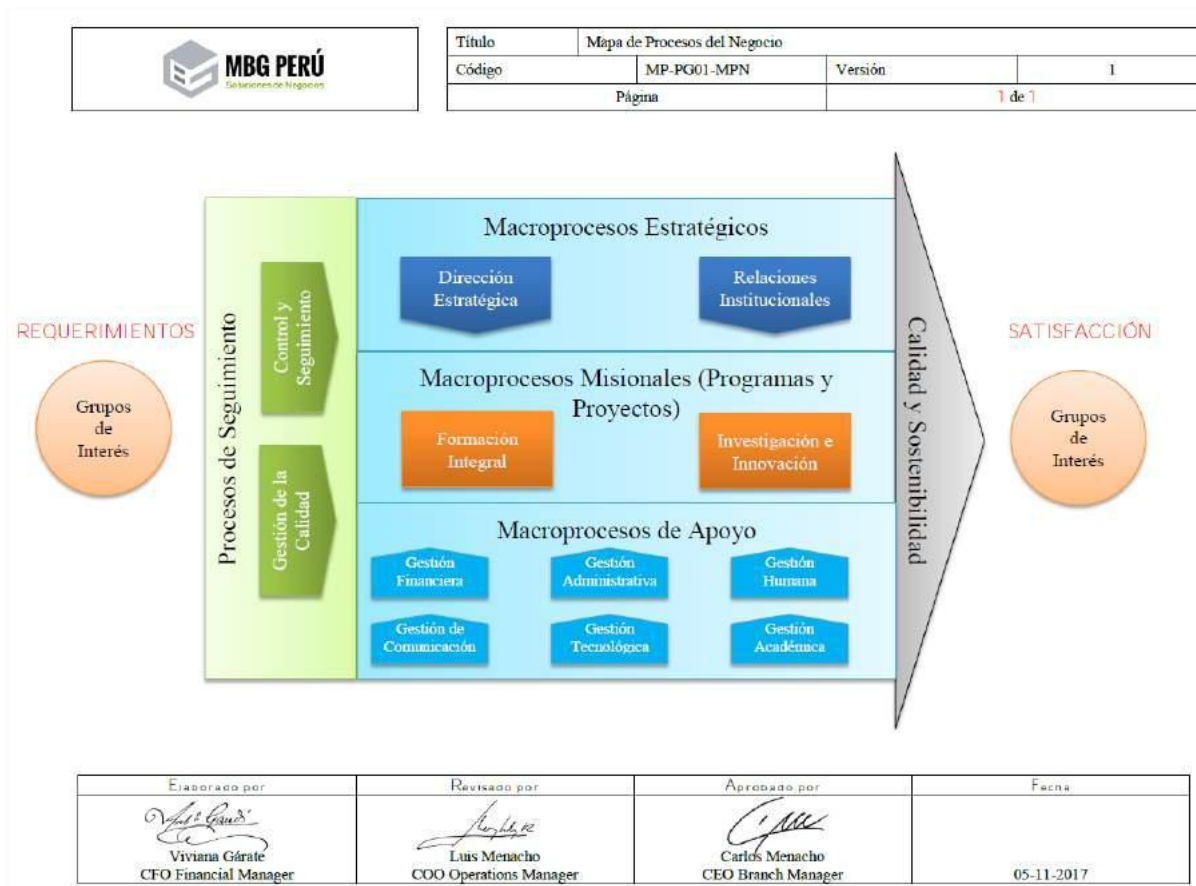 MBG PERÚ
Soluciones de Negocios
Título Mapa de Procesos del Negocio
Código MP-PG01-MPN Versión 1
Página 1 de 1
Macroprocesos Estratégicos
Dirección
Estratégica
Relaciones
Institucionales
REQUERIMIENTOS
Grupos
de
Interés
Procesos de Seguimiento
Control y
Seguimiento
Gestión de la
Calidad
Macroprocesos Misionales (Programas y
Proyectos)
Formación
Integral
Investigación e
Innovación
Macroprocesos de Apoyo
Gestión
Financiera
Gestión
Administrativa
Gestión
Humana
Gestión de
Comunicación
Gestión
Tecnológica
Gestión
Académica
Calidad y Sostenibilidad
SATISFACCIÓN
Grupos
de
Interés
Elaborado por
Revisado por
Aprobado por
Fecha
Viviana Gárate
CFO Financial Manager
Luis Menacho
COO Operations Manager
Carlos Menacho
CEO Branch Manager
05-11-2017